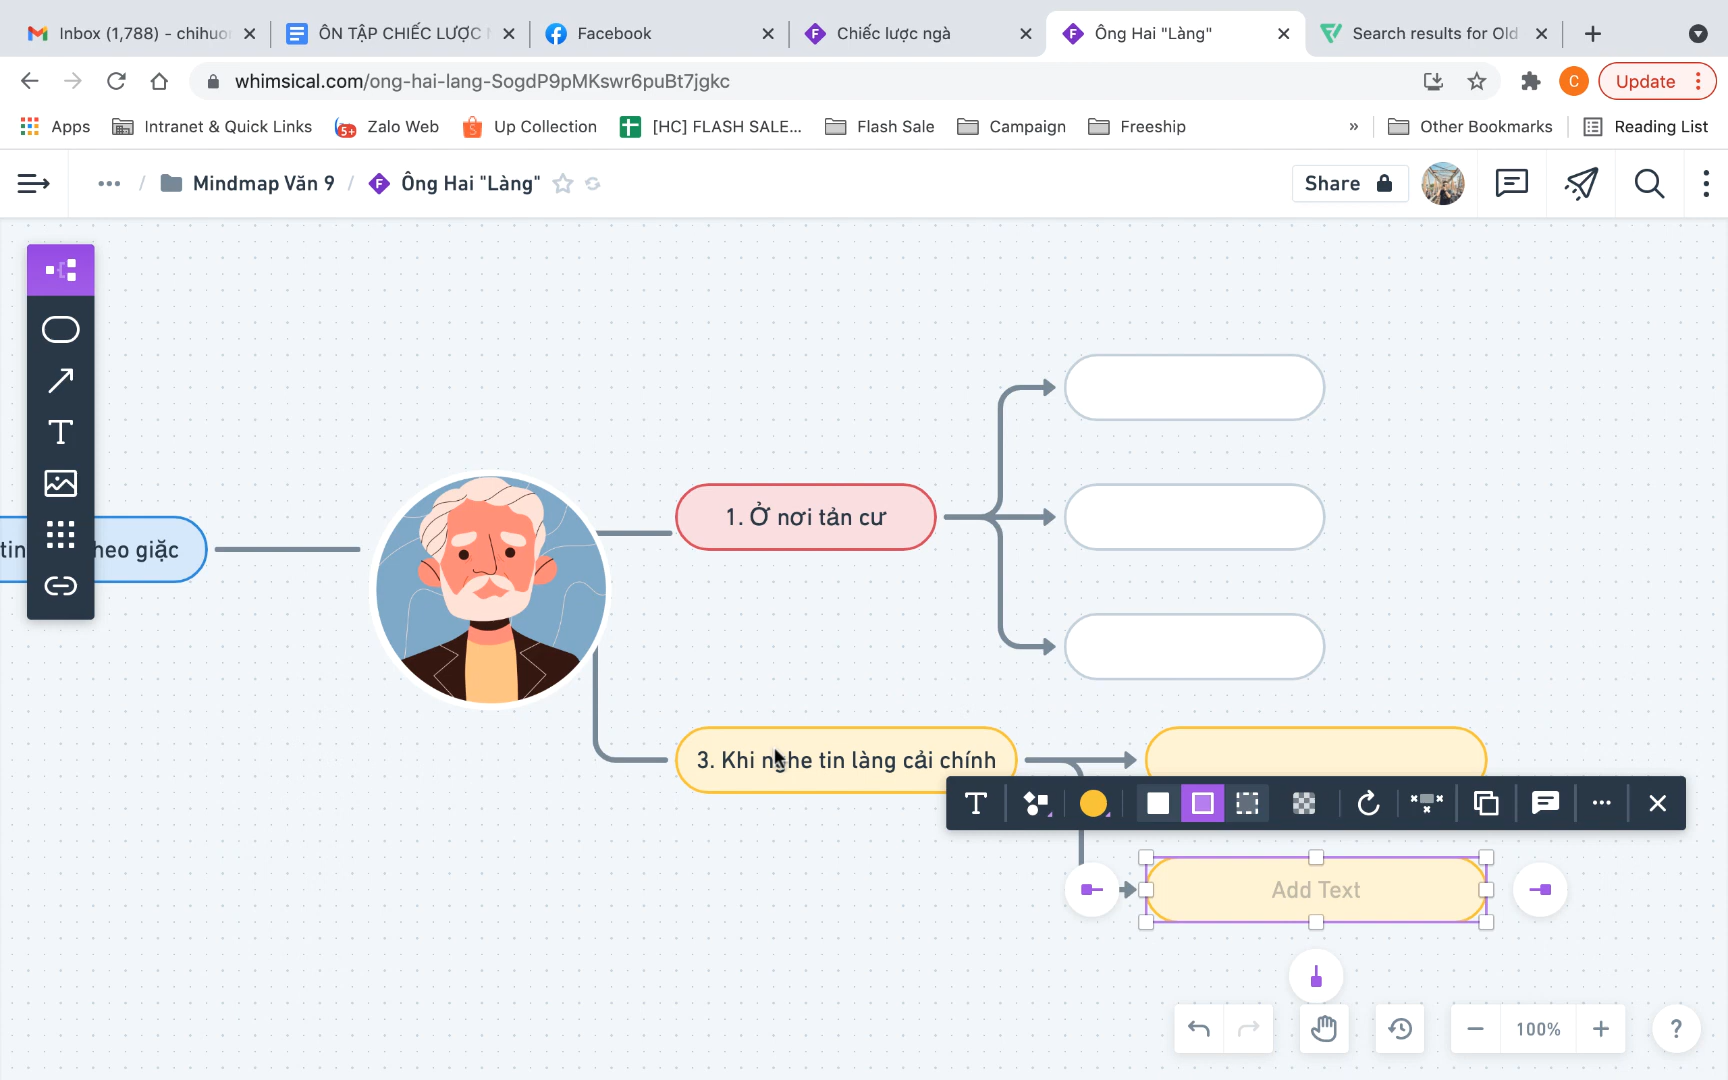 Inbox (1,788) - chihuo
ÔN TẬP CHIẾC LƯỢC N
Facebook
Chiếc lược ngà
Ông Hai "Làng"
Search results for Old
whimsical.com/ong-hai-lang-SogdP9pMKswr6puBt7jgkc
C
Update
Apps
Intranet & Quick Links
5+
Zalo Web
Up Collection
[HC] FLASH SALE...
Flash Sale
Campaign
Freeship
»
Other Bookmarks
Reading List
... / Mindmap Văn 9 / Ông Hai "Làng"
Share
1. Ở nơi tản cư
tin
heo giặc
3. Khi nghe tin làng cải chính
Add Text
100%
?